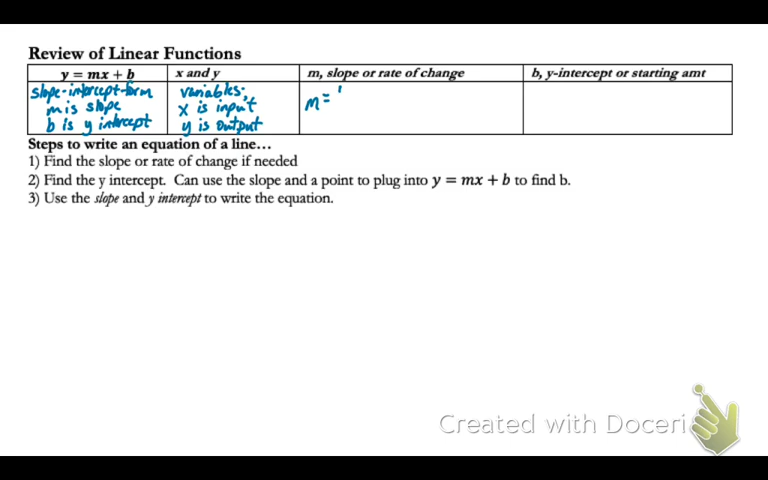 Review of Linear Functions
y = mx + b
x and y
m, slope or rate of change
b, y-intercept or starting amt
slope-intercept-form
m is slope
b is y intercept
variables;
x is input
y is output
m =
Steps to write an equation of a line…
1) Find the slope or rate of change if needed
2) Find the y intercept.  Can use the slope and a point to plug into y = mx + b to find b.
3) Use the slope and y intercept to write the equation.
Created with Doceri